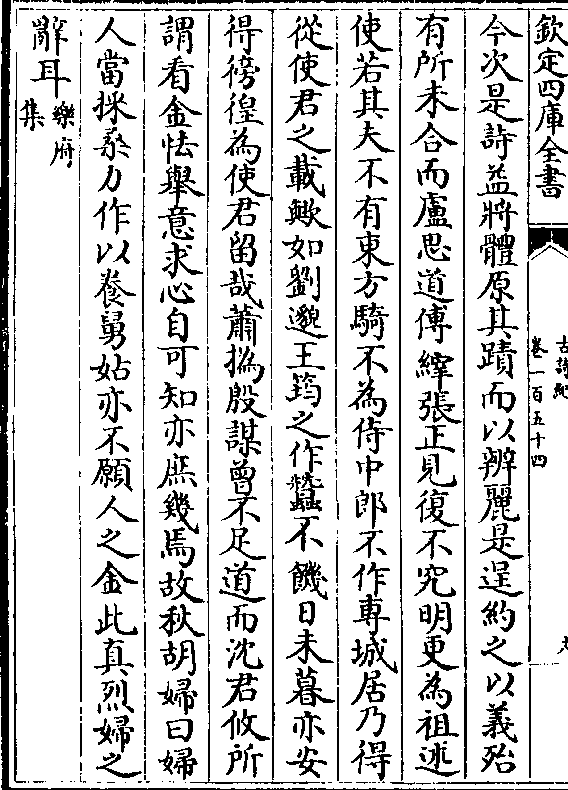 欽定四庫全書
古詩紀
卷一百五十四
九
今次是詩益將體原其蹟而以辨麗是逞約之以義殆
有所未合而盧思道傅縡張正見復不究明更為祖述
使若其夫不有東方騎不為侍中郎不作專城居乃得
從使君之載歟如劉邈王筠之作蠶不饑日未暮亦安
得徬徨為使君留哉蕭撝殷謀曾不足道而沈君攸所
謂看金怯舉意求心自可知亦庶幾焉故秋胡婦曰婦
人當採桑力作以養舅姑亦不願人之金此真烈婦之
辭耳樂府
集